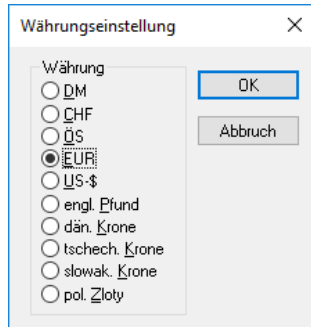 Währungseinstellung
Währung
DM
CHF
ÖS
EUR
US-$
engl. Pfund
dän. Krone
tschech. Krone
slowak. Krone
pol. Zloty
OK
Abbruch